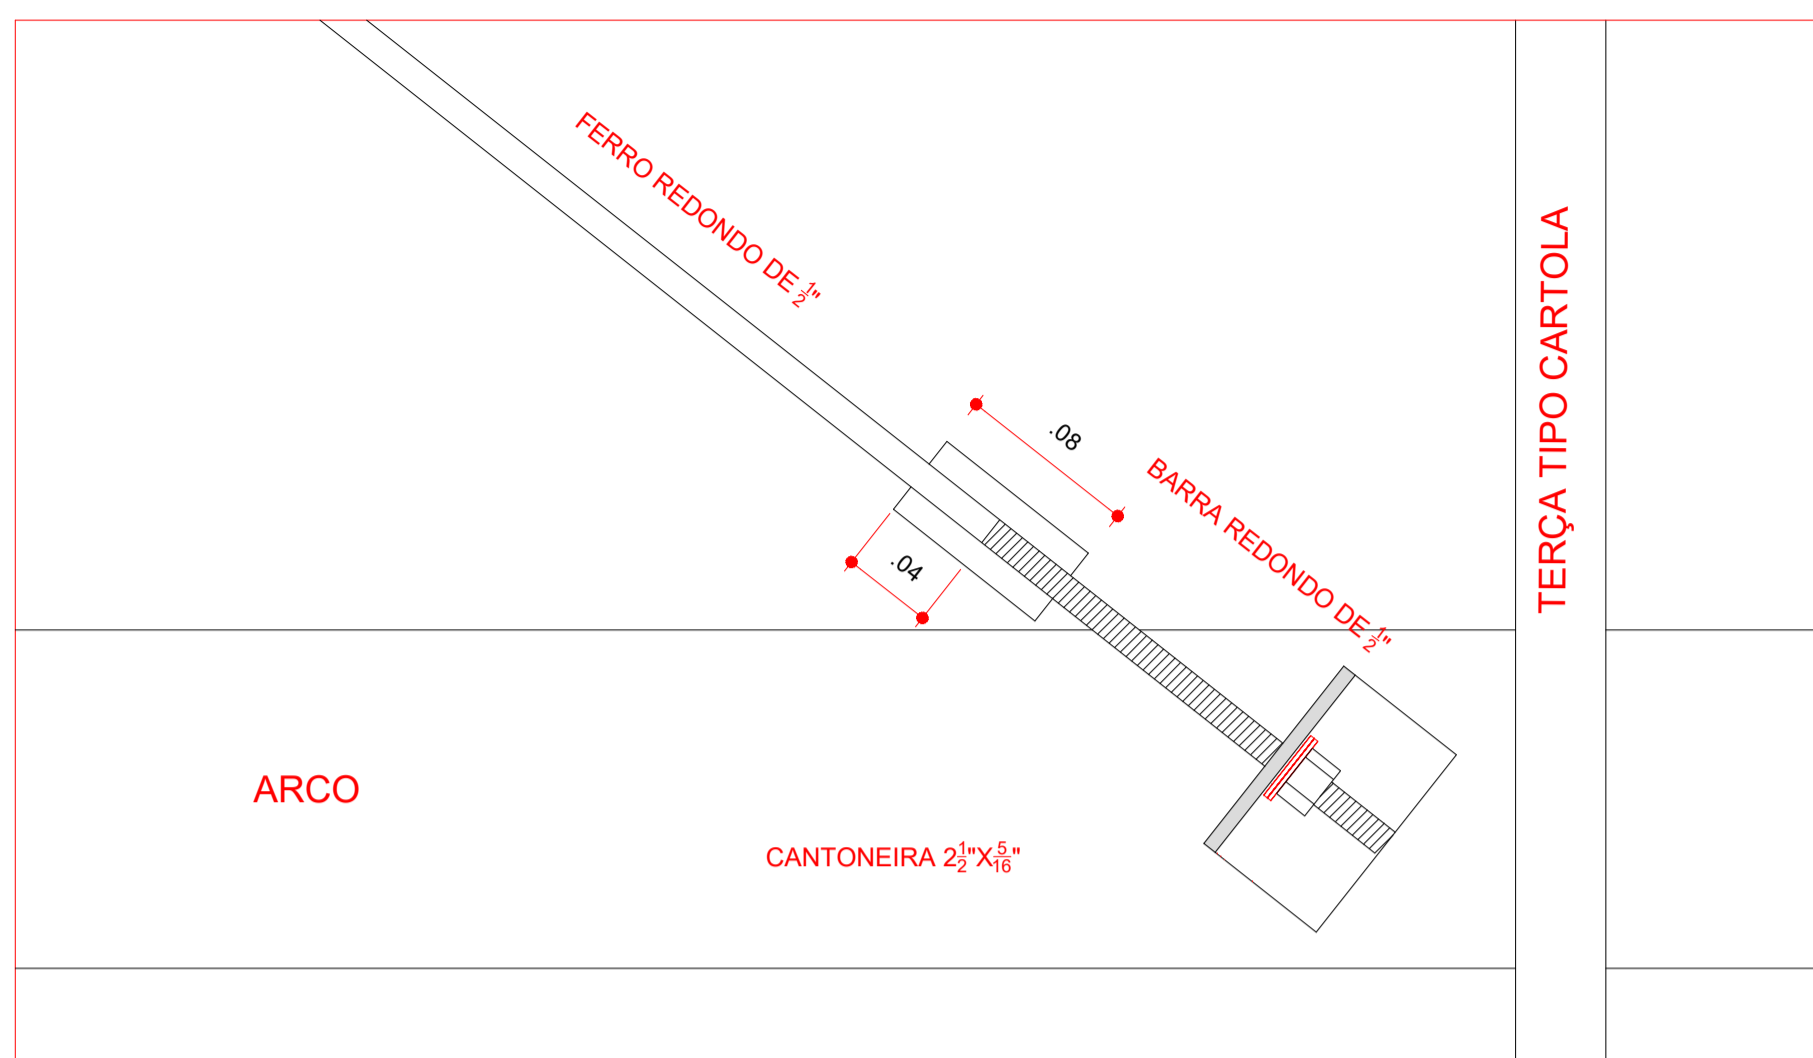 FERRO REDONDO DE 1/2"
.08
BARRA REDONDO DE 1/2"
TERÇA TIPO CARTOLA
.04
ARCO
CANTONEIRA 2 1/2"X5/16"